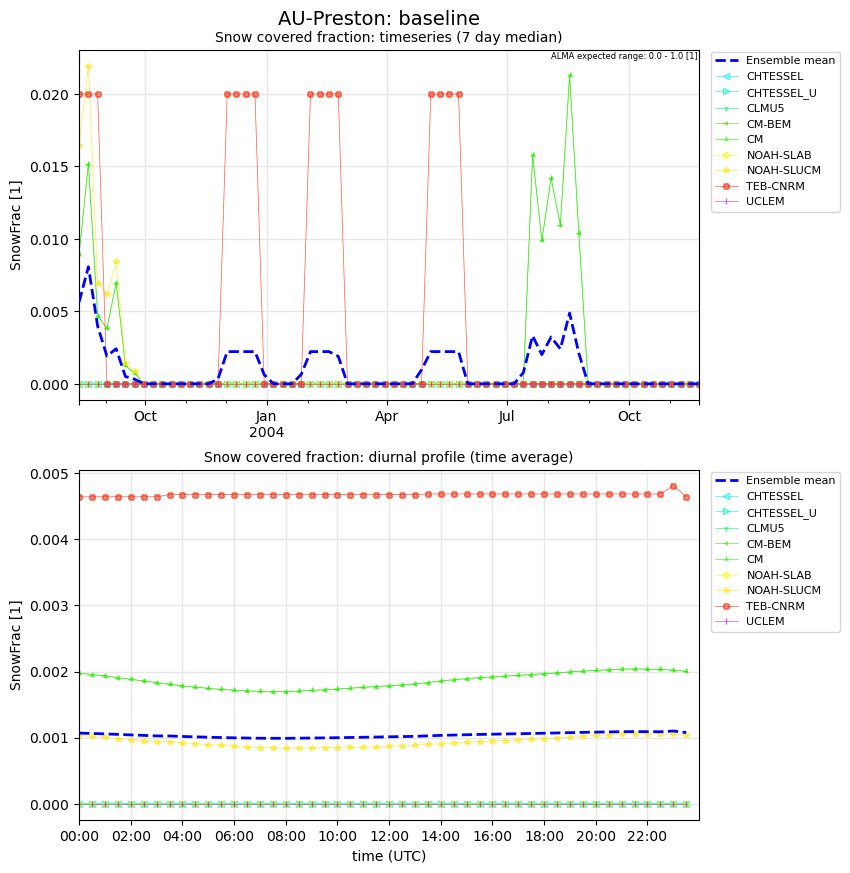 AU-Preston: baseline
Snow covered fraction: timeseries (7 day median)
ALMA expected range: 0.0 - 1.0 [1]
SnowFrac [1]
0.020
0.015
0.010
0.005
0.000
Oct
Jan
2004
Apr
Jul
Oct
Ensemble mean
CHTESSEL
CHTESSEL_U
CLMU5
CM-BEM
CM
NOAH-SLAB
NOAH-SLUCM
TEB-CNRM
UCLEM
Snow covered fraction: diurnal profile (time average)
SnowFrac [1]
0.005
0.004
0.003
0.002
0.001
0.000
00:00
02:00
04:00
06:00
08:00
10:00
12:00
14:00
16:00
18:00
20:00
22:00
time (UTC)
Ensemble mean
CHTESSEL
CHTESSEL_U
CLMU5
CM-BEM
CM
NOAH-SLAB
NOAH-SLUCM
TEB-CNRM
UCLEM